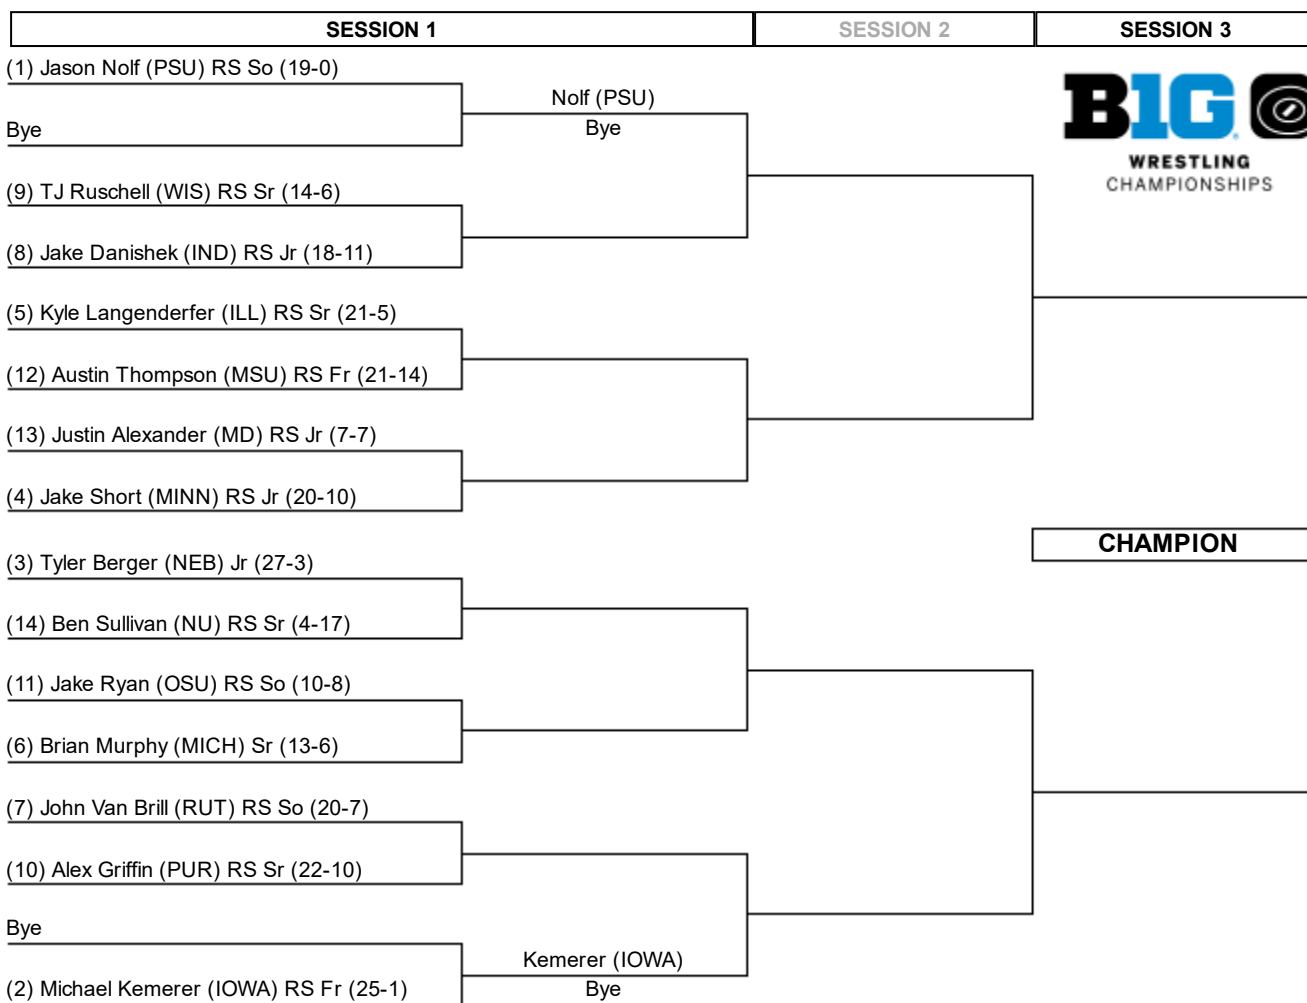 SESSION 1
SESSION 2
SESSION 3
(1) Jason Nolf (PSU) RS So (19-0)
Nolf (PSU)
Bye
Bye
(9) TJ Ruschell (WIS) RS Sr (14-6)
(8) Jake Danishek (IND) RS Jr (18-11)
(5) Kyle Langenderfer (ILL) RS Sr (21-5)
(12) Austin Thompson (MSU) RS Fr (21-14)
(13) Justin Alexander (MD) RS Jr (7-7)
(4) Jake Short (MINN) RS Jr (20-10)
(3) Tyler Berger (NEB) Jr (27-3)
(14) Ben Sullivan (NU) RS Sr (4-17)
(11) Jake Ryan (OSU) RS So (10-8)
(6) Brian Murphy (MICH) Sr (13-6)
(7) John Van Brill (RUT) RS So (20-7)
(10) Alex Griffin (PUR) RS Sr (22-10)
Bye
Kemerer (IOWA)
(2) Michael Kemerer (IOWA) RS Fr (25-1)
Bye
B1G
WRESTLING
CHAMPIONSHIPS
CHAMPION